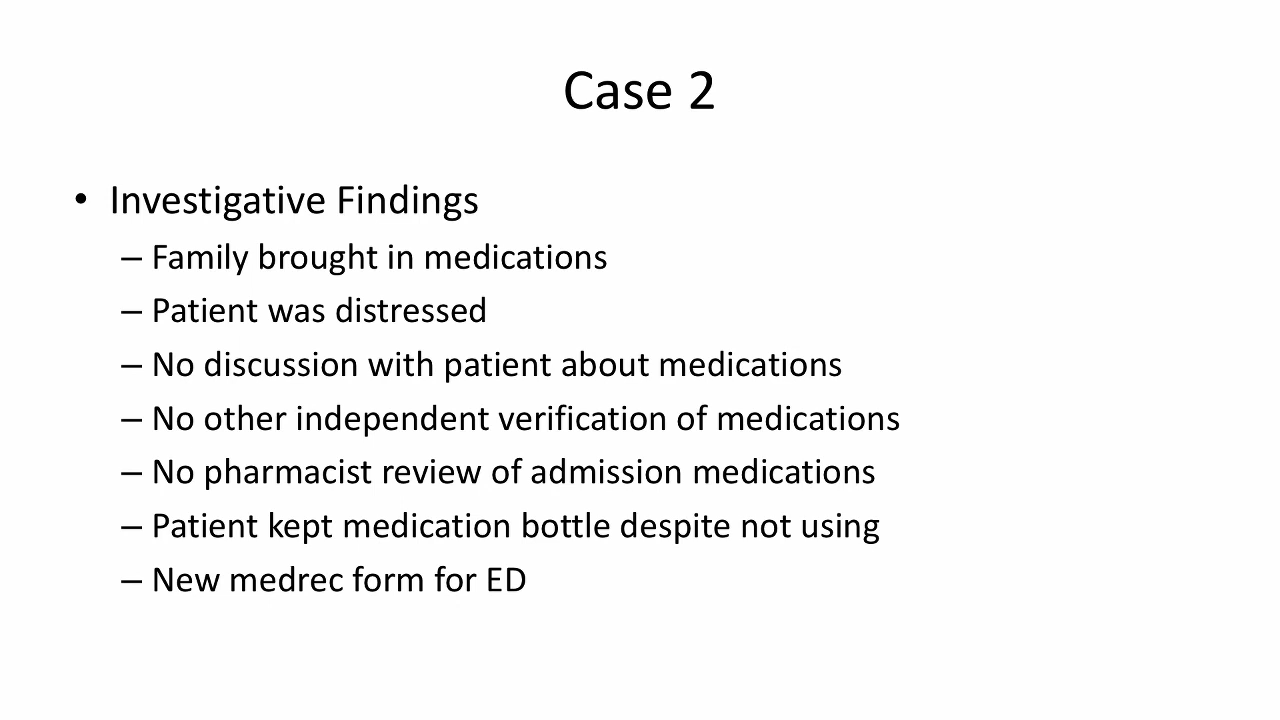 Case 2
• Investigative Findings
– Family brought in medications
– Patient was distressed
– No discussion with patient about medications
– No other independent verification of medications
– No pharmacist review of admission medications
– Patient kept medication bottle despite not using
– New medrec form for ED